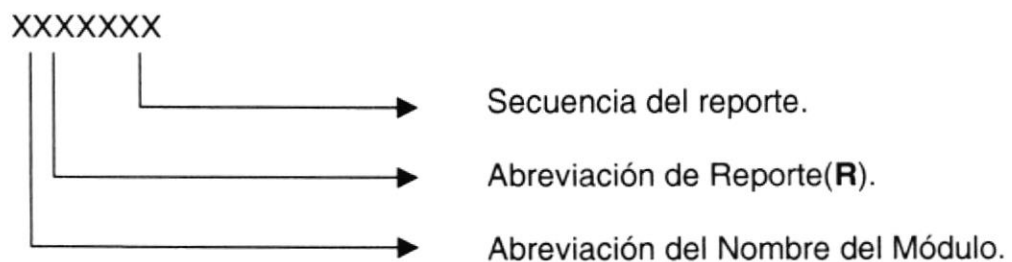 XXXXXXX
Secuencia del reporte.
Abreviación de Reporte(R).
Abreviación del Nombre del Módulo.